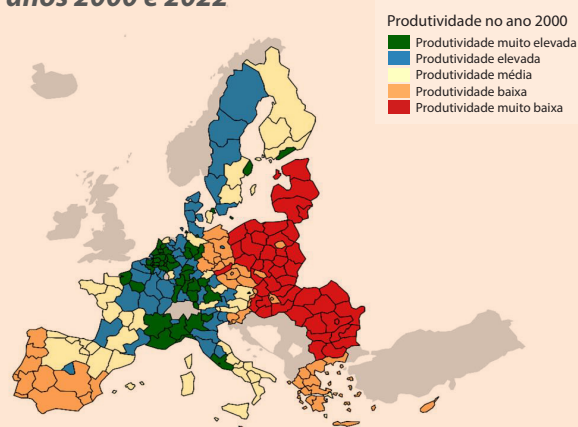 anos 2000 e 2022
Produtividade no ano 2000
Produtividade muito elevada
Produtividade elevada
Produtividade média
Produtividade baixa
Produtividade muito baixa